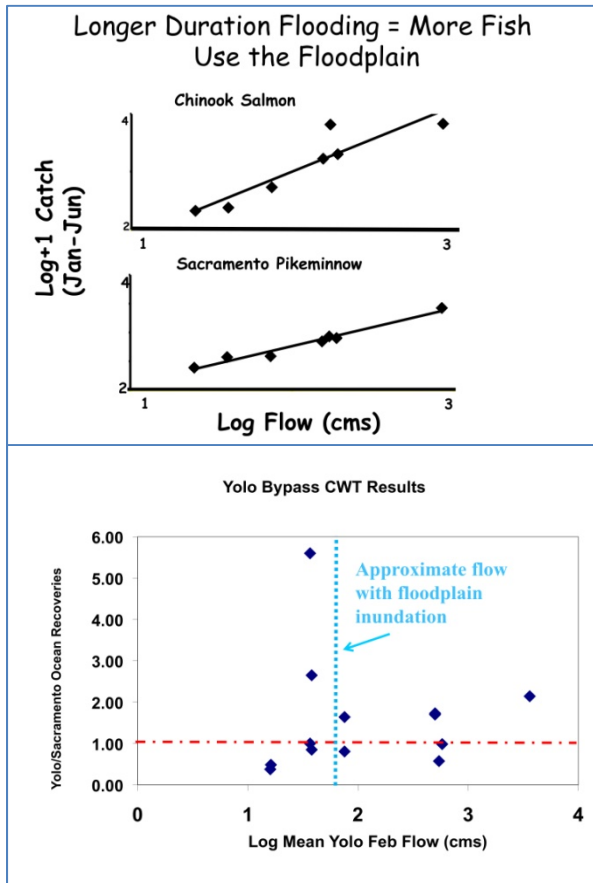 Longer Duration Flooding = More Fish
Use the Floodplain
Chinook Salmon
4
2
1
3
Log+1 Catch
(Jan-Jun)
Sacramento Pikeminnow
4
2
1
3
Log Flow (cms)
Yolo Bypass CWT Results
Yolo/Sacramento Ocean Recoveries
6.00
5.00
4.00
3.00
2.00
1.00
0.00
Approximate flow
with floodplain
inundation
0
1
2
3
4
Log Mean Yolo Feb Flow (cms)